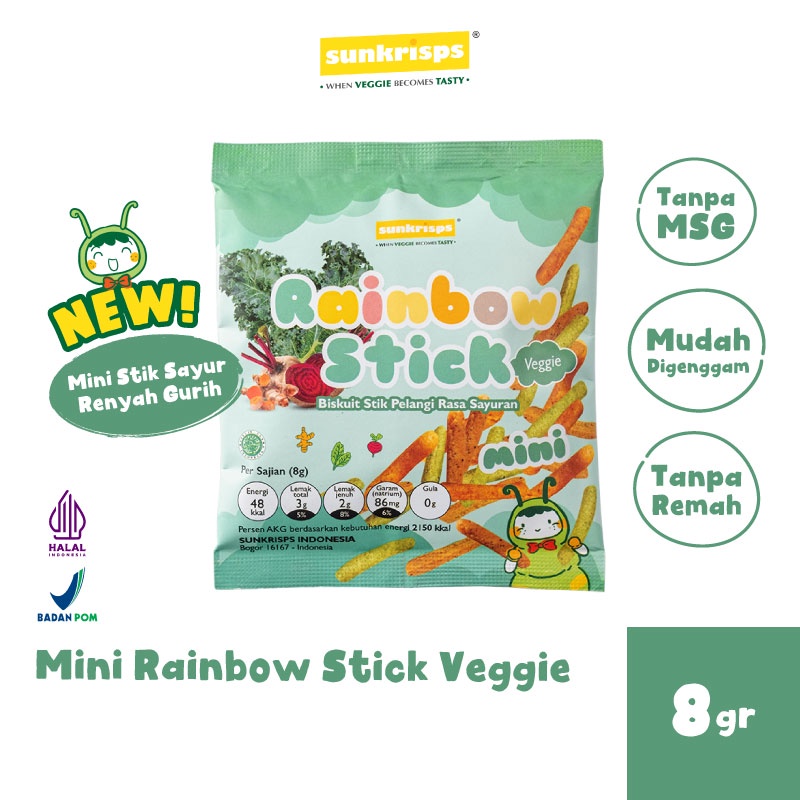 sunkrisps®
• WHEN VEGGIE BECOMES TASTY •
sunkrisps®
• WHEN VEGGIE BECOMES TASTY •
Rainbow
Stick
Veggie
Biskuit Stik Pelangi Rasa Sayuran
mini
Per Sajian (8g)
Energi
48
kkal
Lemak
total
3g
5%
Lemak
jenuh
2g
8%
Garam
(natrium)
86mg
6%
Gula
0g
Persen AKG berdasarkan kebutuhan energi 2150 kkal
SUNKRISPS INDONESIA
Bogor 16167 - Indonesia
NEW!
Mini Stik Sayur
Renyah Gurih
HALAL
INDONESIA
BADAN POM
Tanpa
MSG
Mudah
Digenggam
Tanpa
Remah
Mini Rainbow Stick Veggie
8 gr